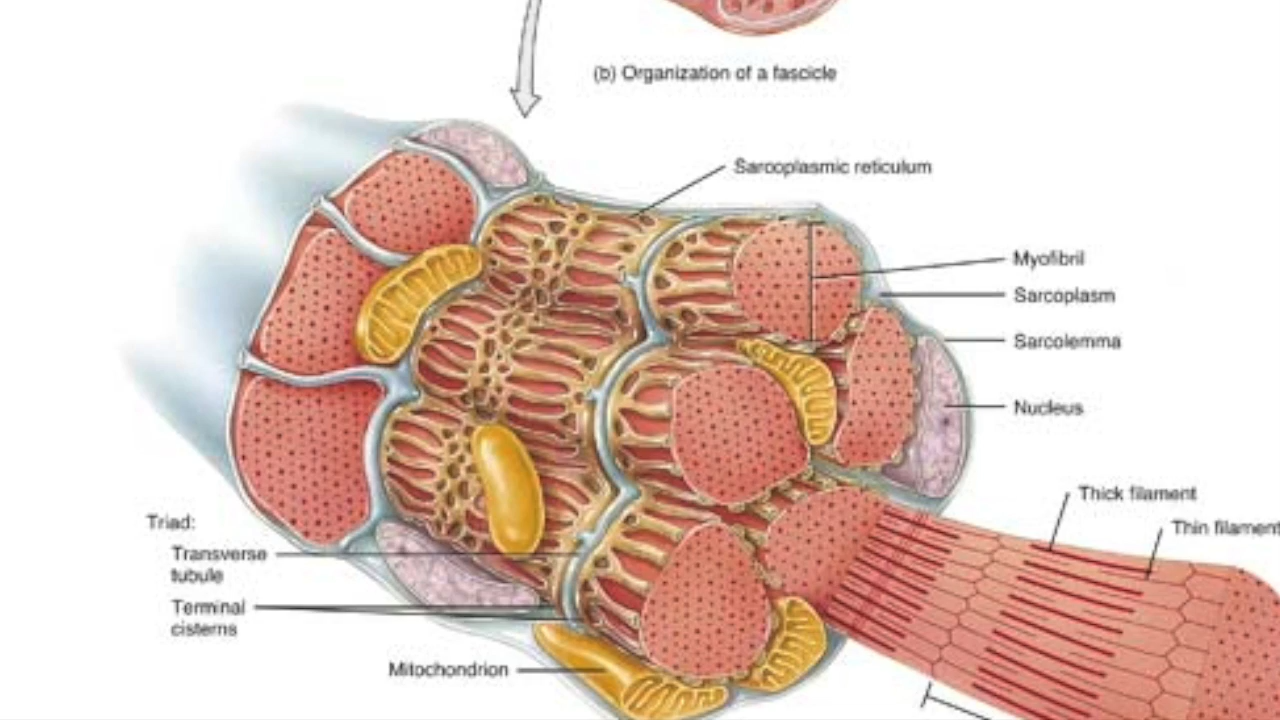 (b) Organization of a fascicle
Sarcoplasmic reticulum
Myofibril
Sarcoplasm
Sarcolemma
Nucleus
Thick filament
Thin filament
Triad:
Transverse
tubule
Terminal
cisterns
Mitochondrion